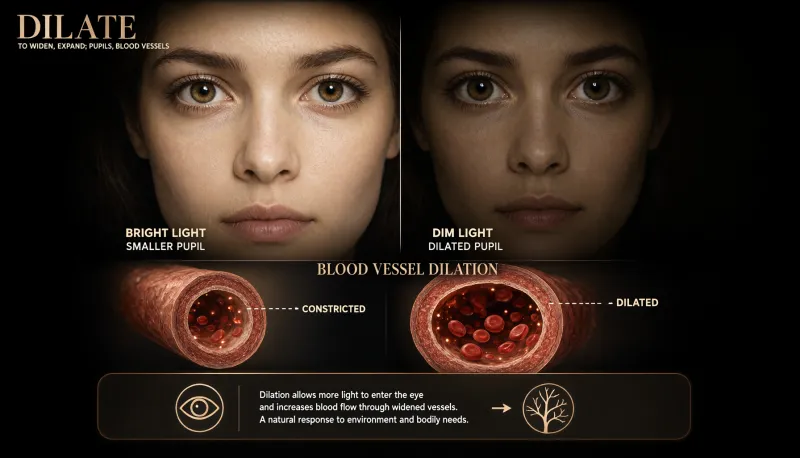 DILATE
TO WIDEN, EXPAND; PUPILS, BLOOD VESSELS
BRIGHT LIGHT
SMALLER PUPIL
DIM LIGHT
DILATED PUPIL
BLOOD VESSEL DILATION
CONSTRICTED
DILATED
Dilation allows more light to enter the eye
and increases blood flow through widened vessels.
A natural response to environment and bodily needs.